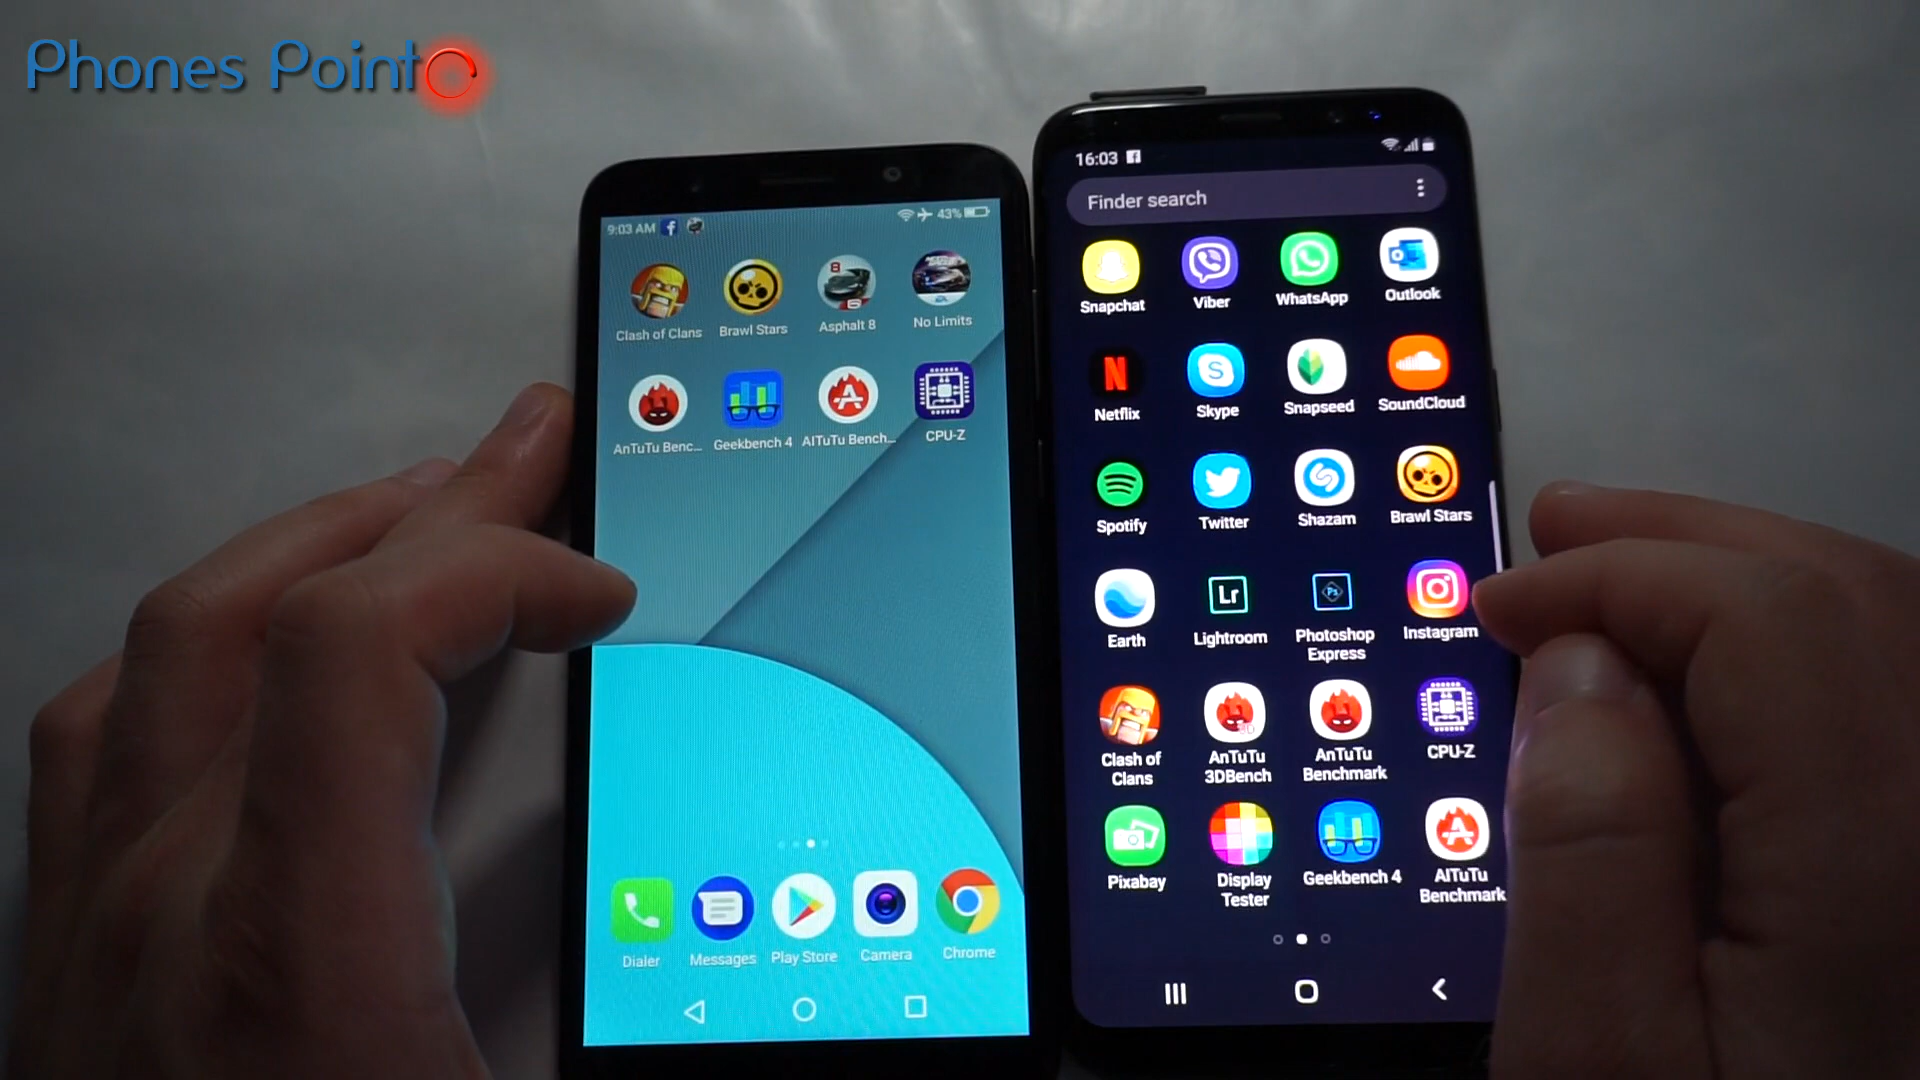 Phones Point
9:03 AM
43%
Clash of Clans
Brawl Stars
Asphalt 8
No Limits
AnTuTu Benc...
Geekbench 4
AITuTu Bench...
CPU-Z
Dialer
Messages
Play Store
Camera
Chrome
16:03
Finder search
Snapchat
Viber
WhatsApp
Outlook
Netflix
Skype
Snapseed
SoundCloud
Spotify
Twitter
Shazam
Brawl Stars
Earth
Lr
Lightroom
Ps
Photoshop
Express
Instagram
Clash of
Clans
AnTuTu
3DBench
AnTuTu
Benchmark
CPU-Z
Pixabay
Display
Tester
Geekbench 4
AITuTu
Benchmark